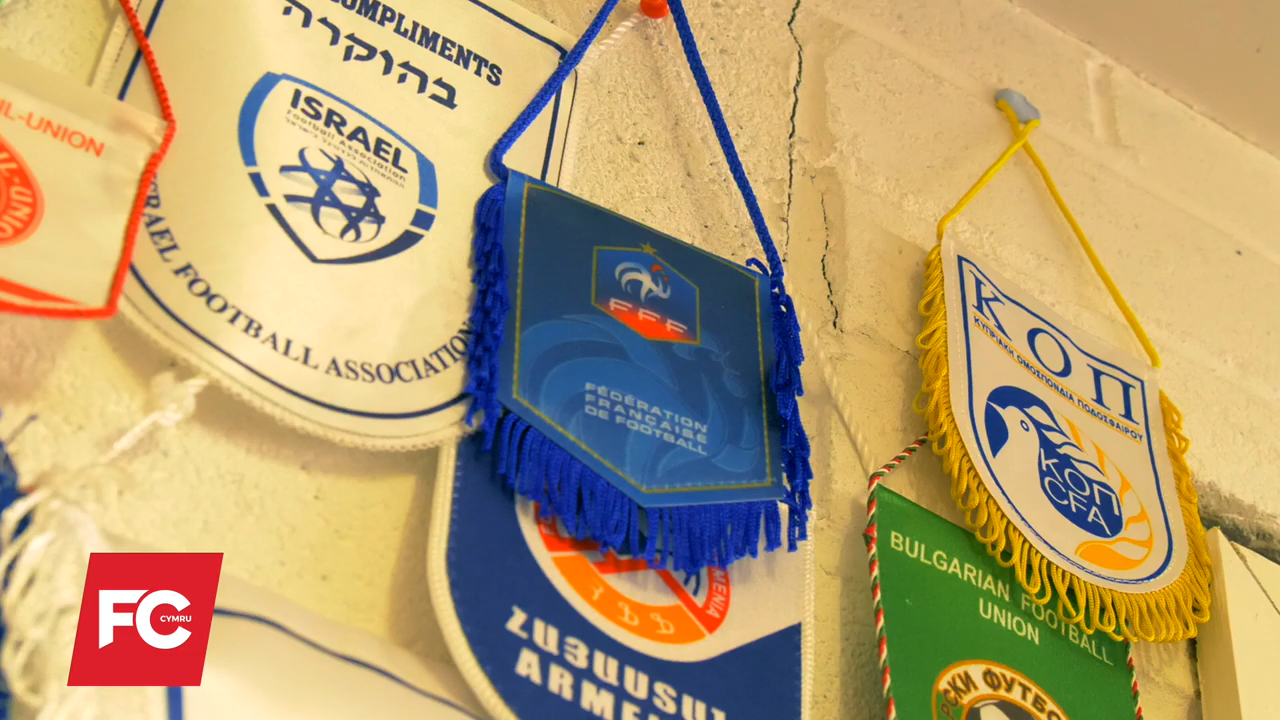 COMPLIMENTS
בהוקרה
ISRAEL
Football Association
ISRAEL FOOTBALL ASSOCIATION
IL-UNION
FFF
FÉDÉRATION
FRANÇAISE
DE FOOTBALL
ΚΟΠ
ΚΥΠΡΙΑΚΗ ΟΜΟΣΠΟΝΔΙΑ ΠΟΔΟΣΦΑΙΡΟΥ
ΚΟΠ
CFA
BULGARIAN FOOTBALL
UNION
FC
CYMRU